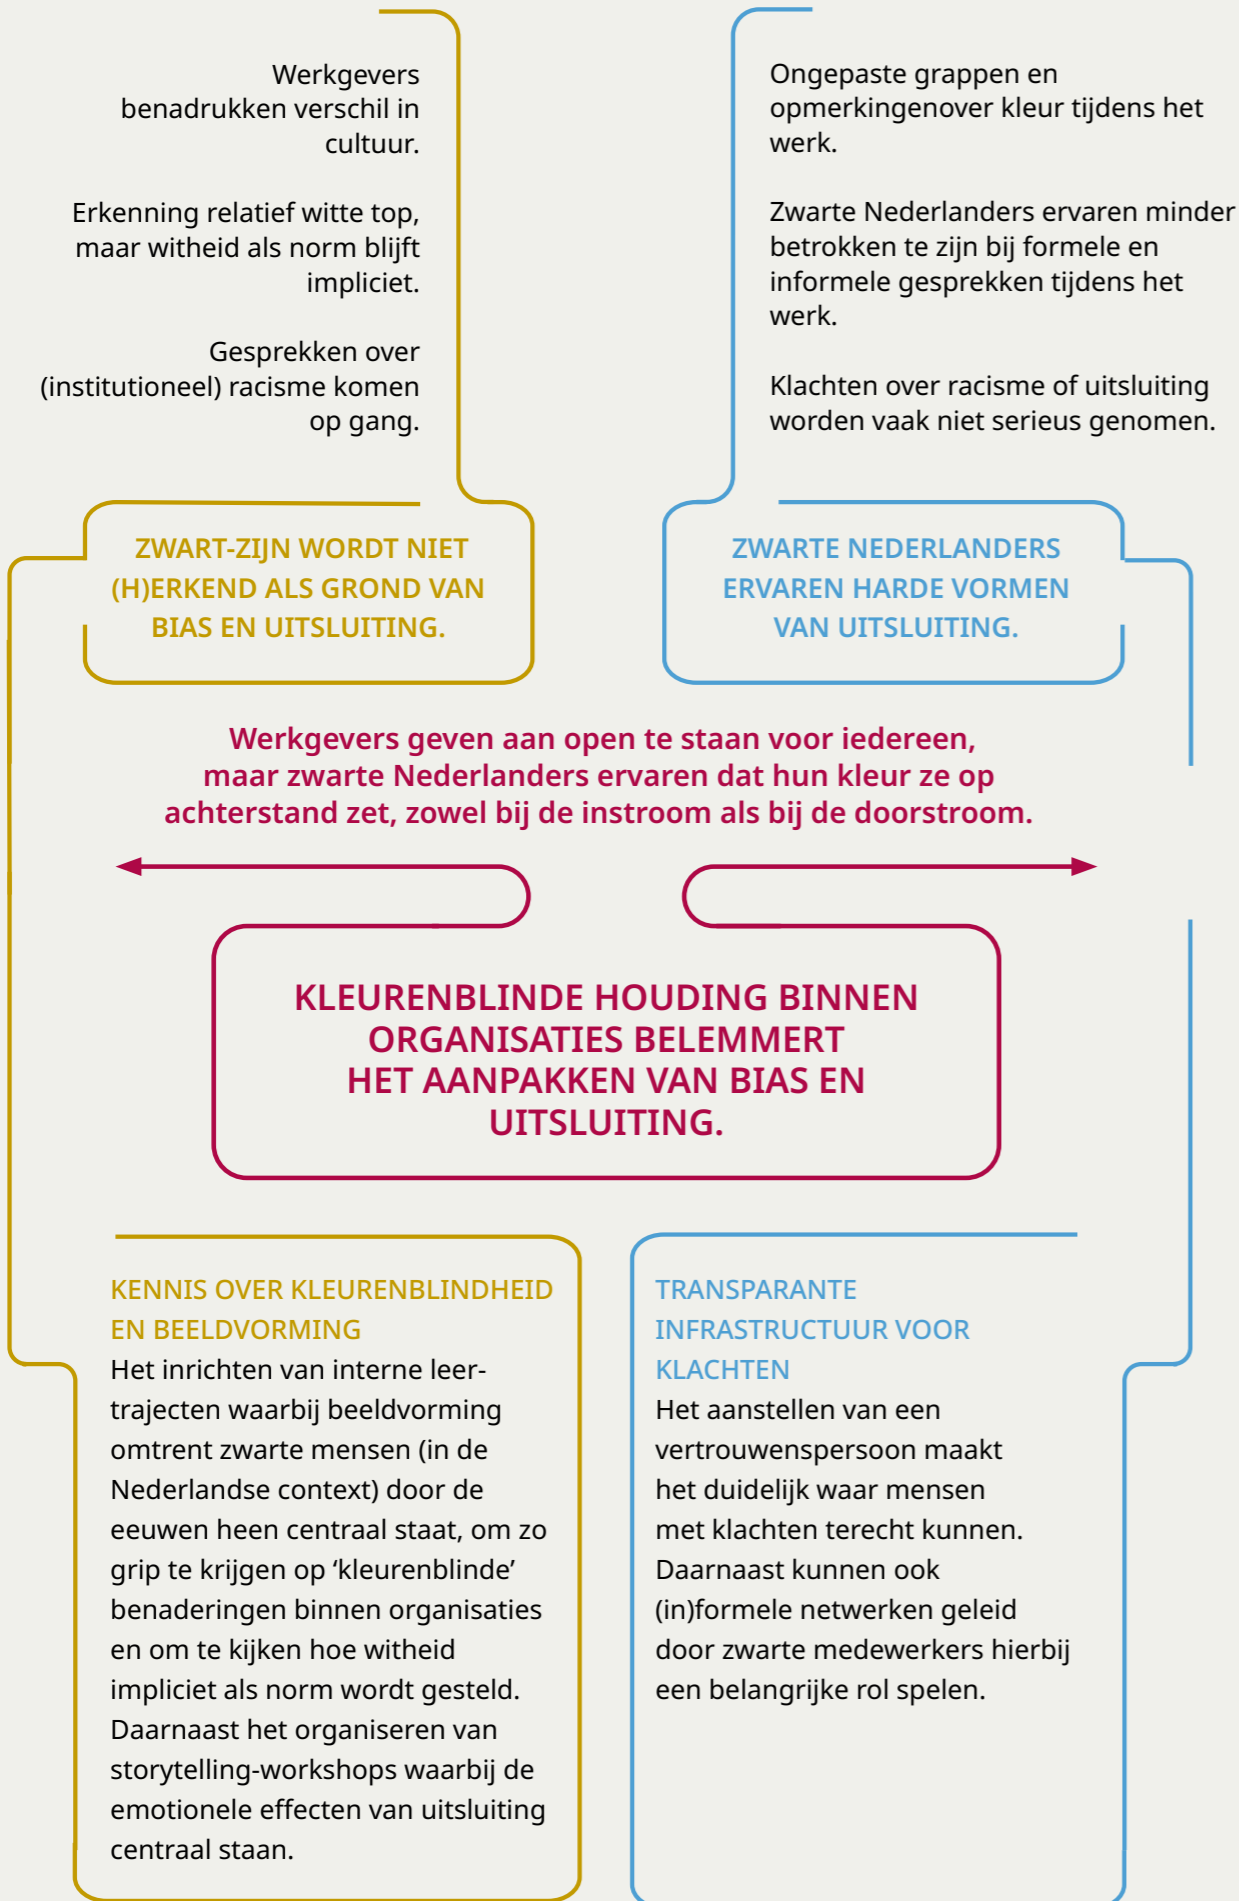 Werkgevers
benadrukken verschil in
cultuur.
Erkenning relatief witte top,
maar witheid als norm blijft
impliciet.
Gesprekken over
(institutioneel) racisme komen
op gang.
Ongepaste grappen en
opmerkingenover kleur tijdens het
werk.
Zwarte Nederlanders ervaren minder
betrokken te zijn bij formele en
informele gesprekken tijdens het
werk.
Klachten over racisme of uitsluiting
worden vaak niet serieus genomen.
ZWART-ZIJN WORDT NIET
(H)ERKEND ALS GROND VAN
BIAS EN UITSLUITING.
ZWARTE NEDERLANDERS
ERVAREN HARDE VORMEN
VAN UITSLUITING.
Werkgevers geven aan open te staan voor iedereen,
maar zwarte Nederlanders ervaren dat hun kleur ze op
achterstand zet, zowel bij de instroom als bij de doorstroom.
KLEURENBLINDE HOUDING BINNEN
ORGANISATIES BELEMMERT
HET AANPAKKEN VAN BIAS EN
UITSLUITING.
KENNIS OVER KLEURENBLINDHEID
EN BEELDVORMING
Het inrichten van interne leer-
trajecten waarbij beeldvorming
omtrent zwarte mensen (in de
Nederlandse context) door de
eeuwen heen centraal staat, om zo
grip te krijgen op ‘kleurenblinde’
benaderingen binnen organisaties
en om te kijken hoe witheid
impliciet als norm wordt gesteld.
Daarnaast het organiseren van
storytelling-workshops waarbij de
emotionele effecten van uitsluiting
centraal staan.
TRANSPARANTE
INFRASTRUCTUUR VOOR
KLACHTEN
Het aanstellen van een
vertrouwenspersoon maakt
het duidelijk waar mensen
met klachten terecht kunnen.
Daarnaast kunnen ook
(in)formele netwerken geleid
door zwarte medewerkers hierbij
een belangrijke rol spelen.